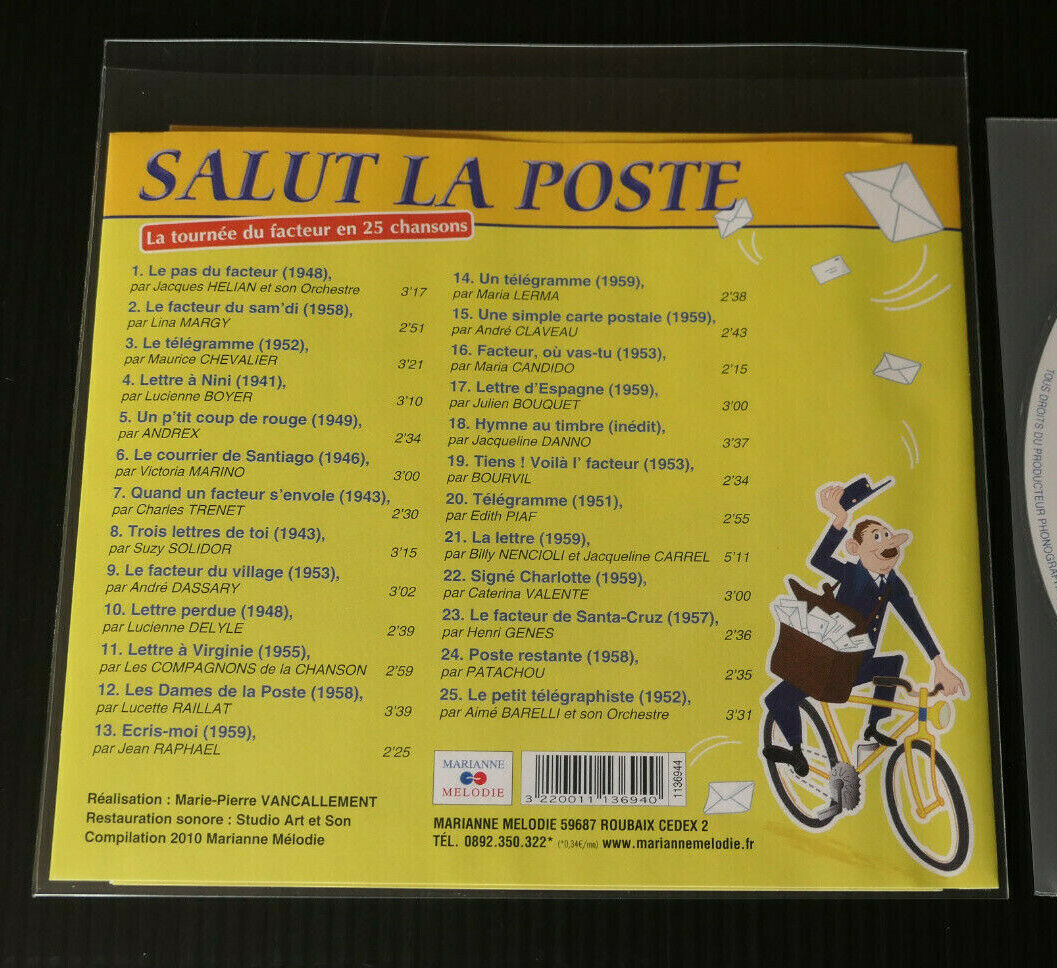 SALUT LA POSTE
La tournée du facteur en 25 chansons
1. Le pas du facteur (1948),
par Jacques HELIAN et son Orchestre 3'17
2. Le facteur du sam'di (1958),
par Lina MARGY 2'51
3. Le télégramme (1952),
par Maurice CHEVALIER 3'21
4. Lettre à Nini (1941),
par Lucienne BOYER 3'10
5. Un p'tit coup de rouge (1949),
par ANDREX 2'34
6. Le courrier de Santiago (1946),
par Victoria MARINO 3'00
7. Quand un facteur s'envole (1943),
par Charles TRENET 2'30
8. Trois lettres de toi (1943),
par Suzy SOLIDOR 3'15
9. Le facteur du village (1953),
par André DASSARY 3'02
10. Lettre perdue (1948),
par Lucienne DELYLE 2'39
11. Lettre à Virginie (1955),
par Les COMPAGNONS de la CHANSON 2'59
12. Les Dames de la Poste (1958),
par Lucette RAILLAT 3'39
13. Ecris-moi (1959),
par Jean RAPHAEL 2'25
14. Un télégramme (1959),
par Maria LERMA 2'38
15. Une simple carte postale (1959),
par André CLAVEAU 2'43
16. Facteur, où vas-tu (1953),
par Maria CANDIDO 2'15
17. Lettre d'Espagne (1959),
par Julien BOUQUET 3'00
18. Hymne au timbre (inédit),
par Jacqueline DANNO 3'37
19. Tiens ! Voilà l' facteur (1953),
par BOURVIL 2'34
20. Télégramme (1951),
par Edith PIAF 2'55
21. La lettre (1959),
par Billy NENCIOLI et Jacqueline CARREL 5'11
22. Signé Charlotte (1959),
par Caterina VALENTE 3'00
23. Le facteur de Santa-Cruz (1957),
par Henri GENES 2'36
24. Poste restante (1958),
par PATACHOU 2'35
25. Le petit télégraphiste (1952),
par Aimé BARELLI et son Orchestre 3'31
Réalisation : Marie-Pierre VANCALLEMENT
Restauration sonore : Studio Art et Son
Compilation 2010 Marianne Mélodie
MARIANNE
MELODIE
3 220011 136940
1136944
MARIANNE MELODIE 59687 ROUBAIX CEDEX 2
TÉL. 0892.350.322* (*0,34€/mn) www.mariannemelodie.fr
TOUS DROITS DU PRODUCTEUR PHONOGRAPH